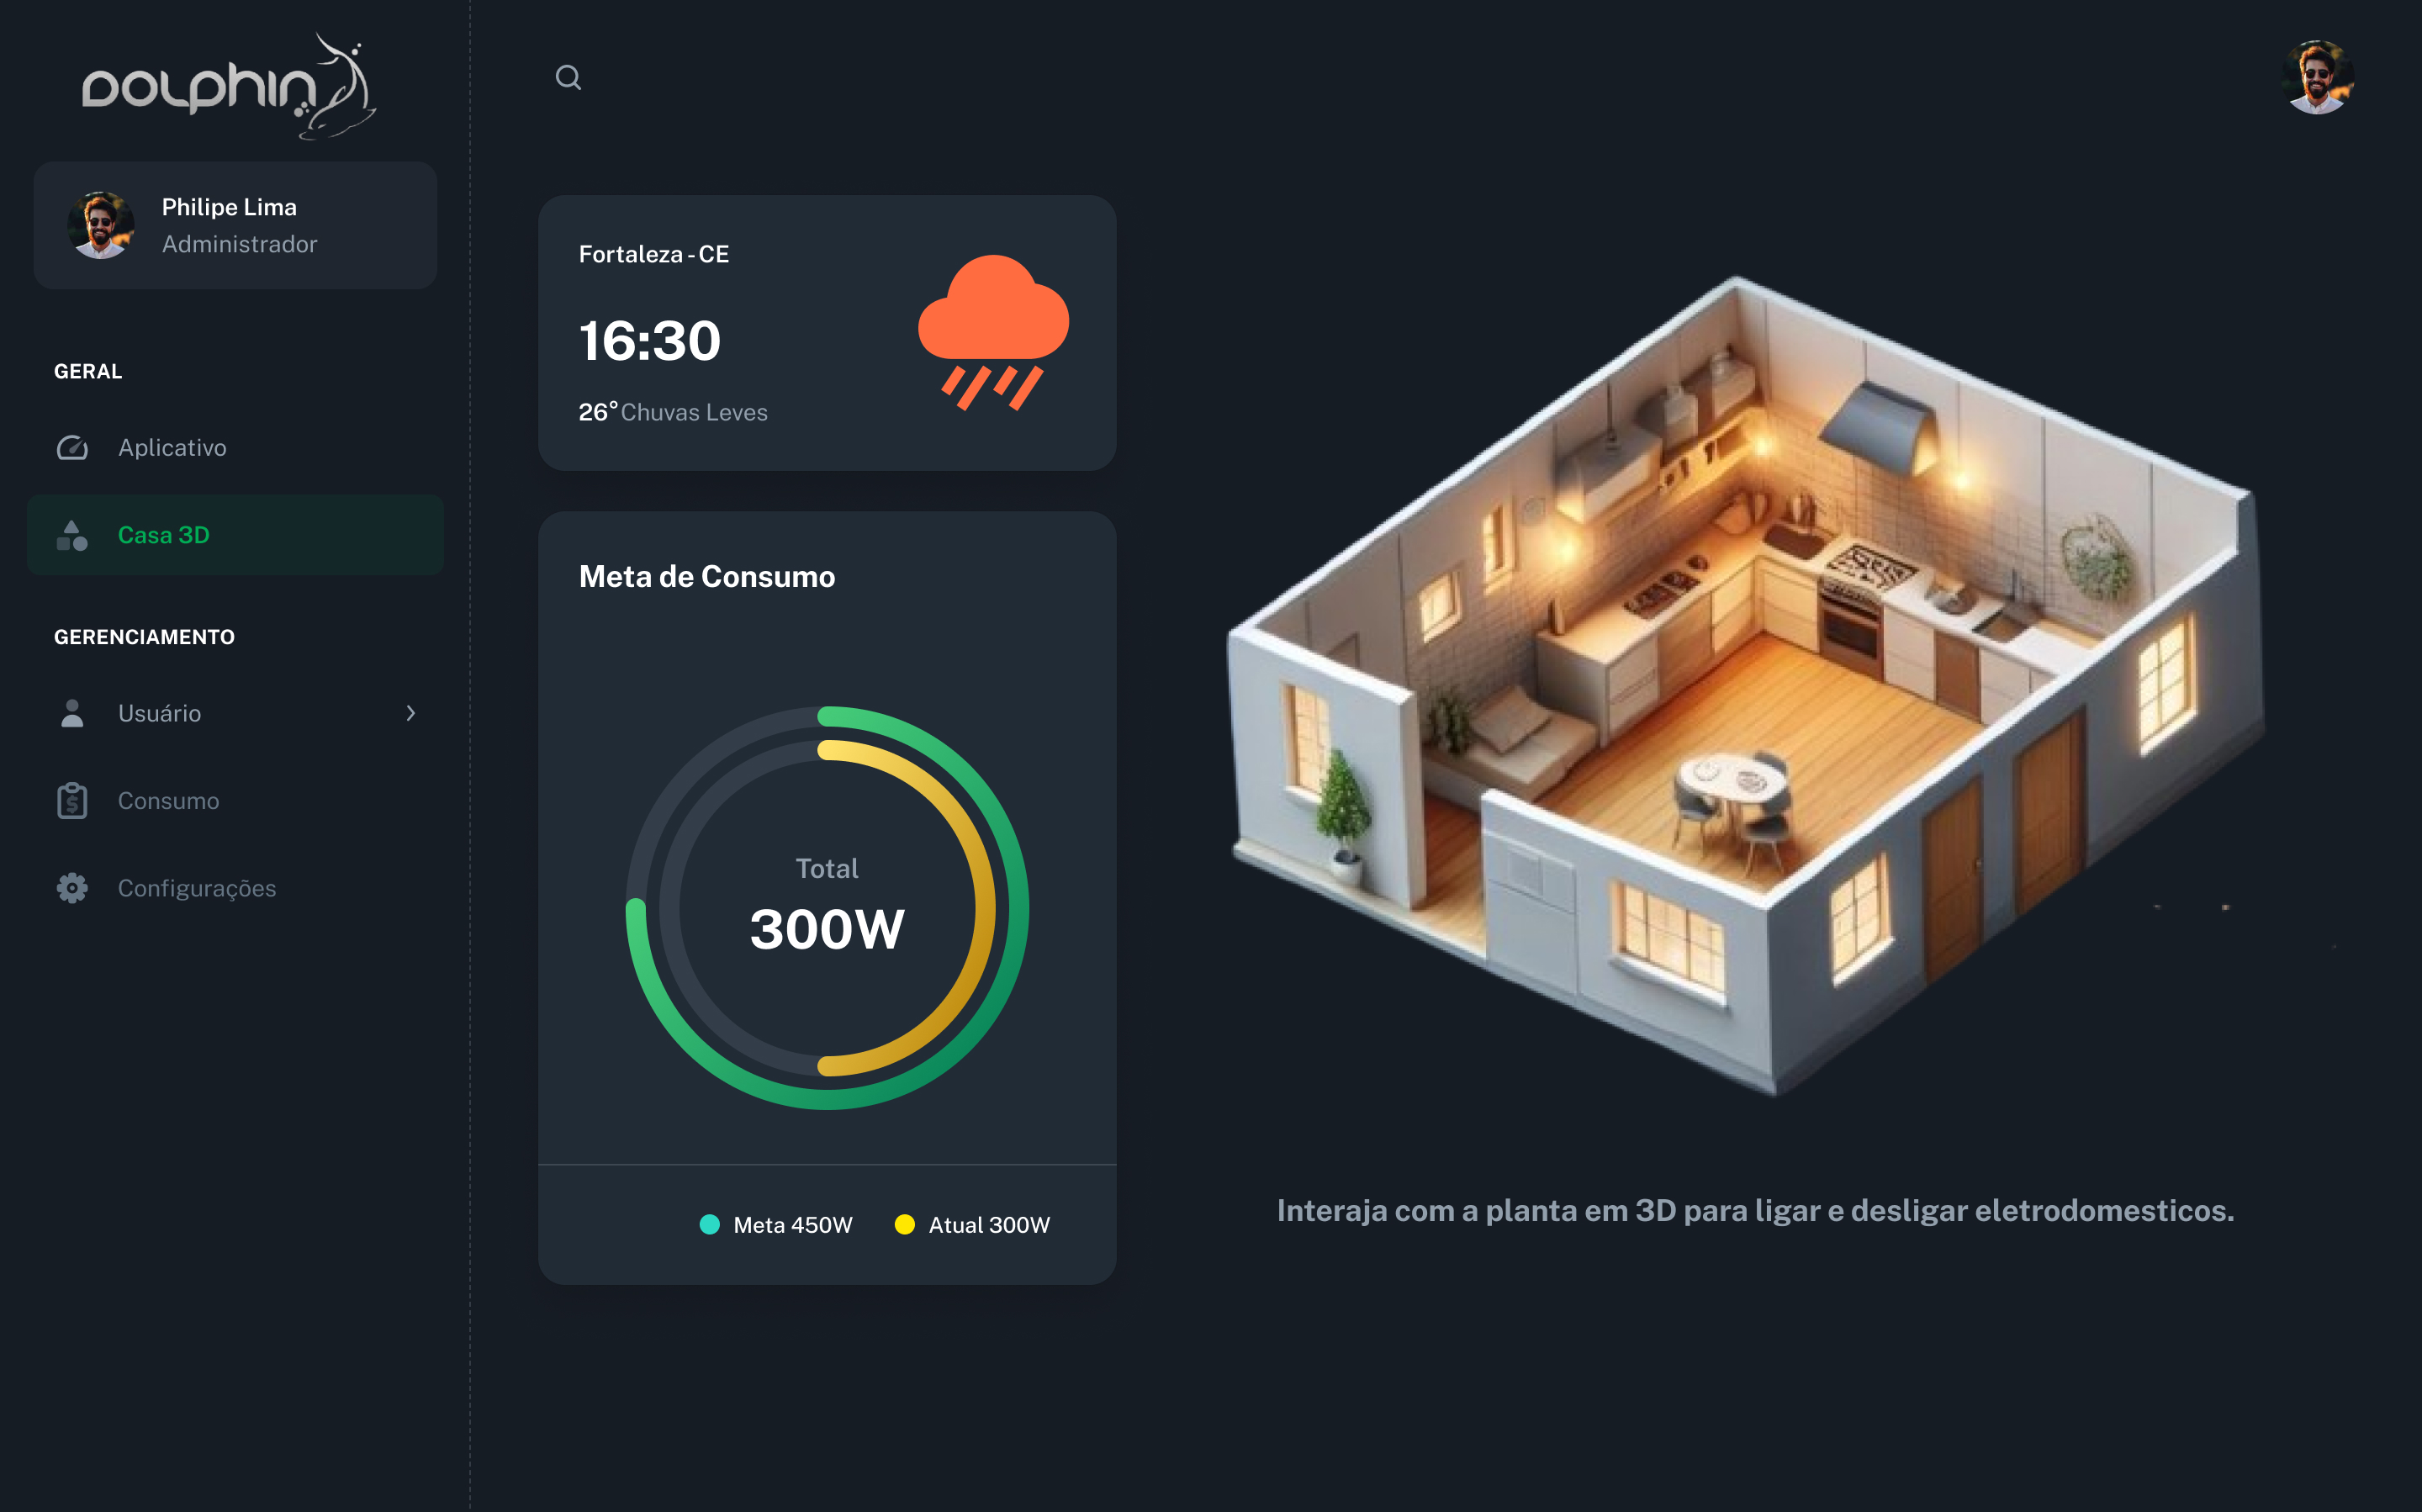 DOLPHIN
Philipe Lima
Administrador
GERAL
Aplicativo
Casa 3D
GERENCIAMENTO
Usuário
Consumo
Configurações
Fortaleza - CE
16:30
26° Chuvas Leves
Meta de Consumo
Total
300W
Meta 450W
Atual 300W
Interaja com a planta em 3D para ligar e desligar eletrodomesticos.